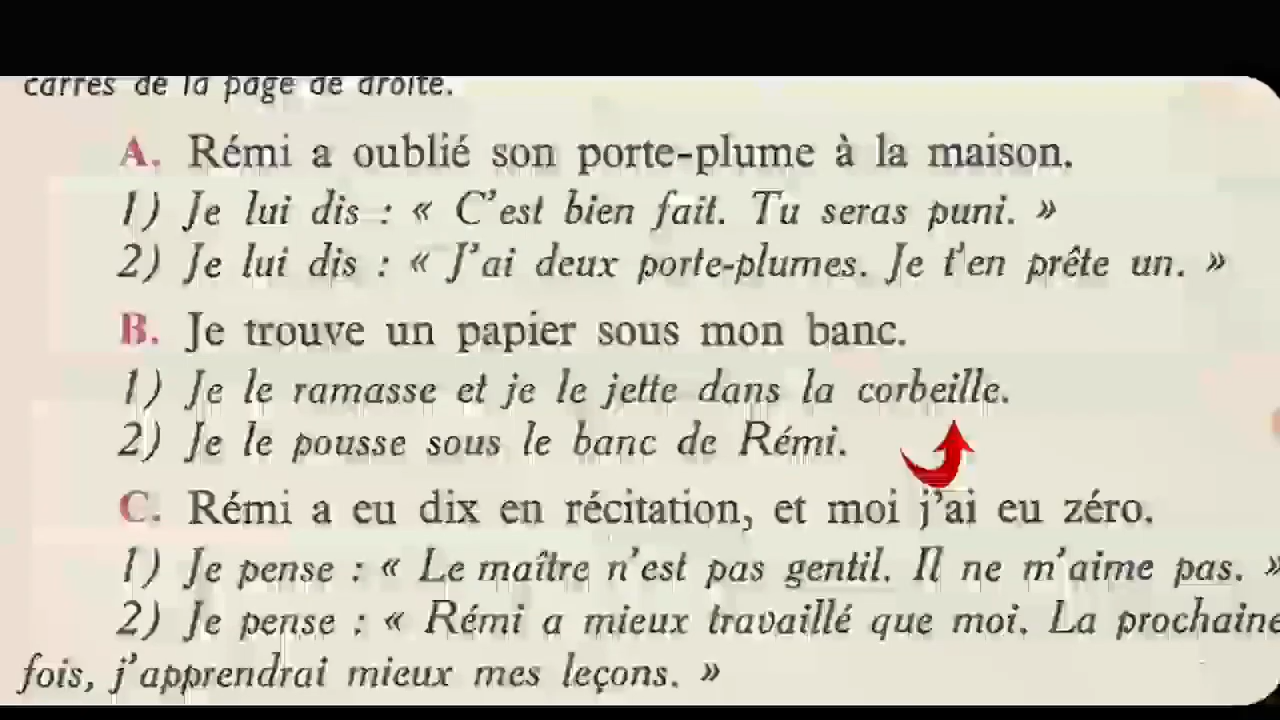 carrés de la page de droite.
A. Rémi a oublié son porte-plume à la maison.
1) Je lui dis : « C'est bien fait. Tu seras puni. »
2) Je lui dis : « J'ai deux porte-plumes. Je t'en prête un. »
B. Je trouve un papier sous mon banc.
1) Je le ramasse et je le jette dans la corbeille.
2) Je le pousse sous le banc de Rémi.
C. Rémi a eu dix en récitation, et moi j'ai eu zéro.
1) Je pense : « Le maître n'est pas gentil. Il ne m'aime pas. »
2) Je pense : « Rémi a mieux travaillé que moi. La prochaine
fois, j'apprendrai mieux mes leçons. »